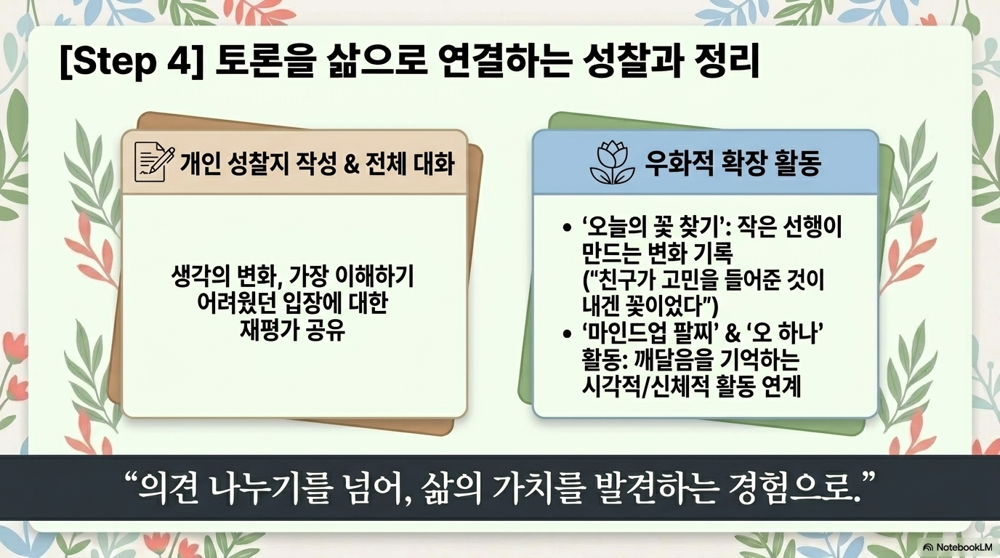 [Step 4] 토론을 삶으로 연결하는 성찰과 정리
개인 성찰지 작성 & 전체 대화
생각의 변화, 가장 이해하기
어려웠던 입장에 대한
재평가 공유
우화적 확장 활동
• ‘오늘의 꽃 찾기’: 작은 선행이
만드는 변화 기록
(“친구가 고민을 들어준 것이
내겐 꽃이었다”)
• ‘마인드업 팔찌’ & ‘오 하나’
활동: 깨달음을 기억하는
시각적/신체적 활동 연계
“의견 나누기를 넘어, 삶의 가치를 발견하는 경험으로.”
NotebookLM